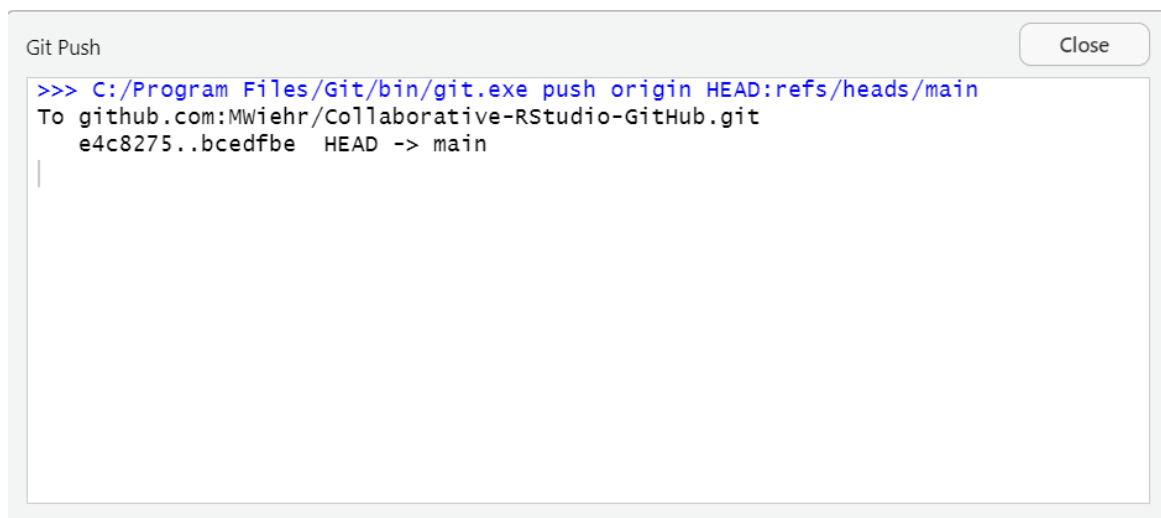 Git Push
Close
>>> C:/Program Files/Git/bin/git.exe push origin HEAD:refs/heads/main
To github.com:MWiehr/Collaborative-RStudio-GitHub.git
   e4c8275..bcedfbe  HEAD -> main